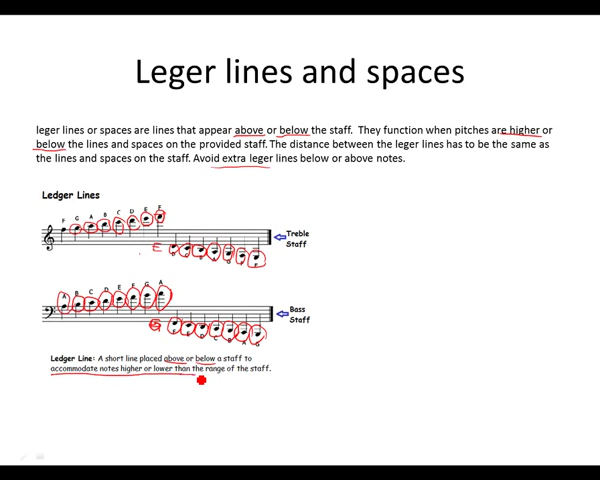 Leger lines and spaces
leger lines or spaces are lines that appear above or below the staff. They function when pitches are higher or
below the lines and spaces on the provided staff. The distance between the leger lines has to be the same as
the lines and spaces on the staff. Avoid extra leger lines below or above notes.
Ledger Lines
F G A B C D E F
Treble
Staff
E
A B C D E F G A
Bass
Staff
G
Ledger Line: A short line placed above or below a staff to
accommodate notes higher or lower than the range of the staff.